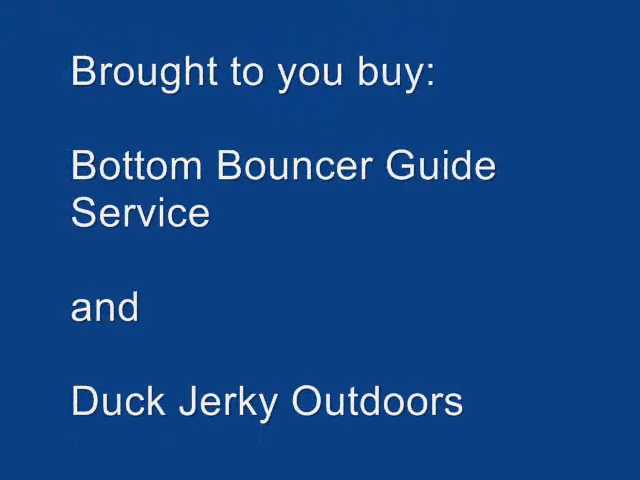 Brought to you buy:
Bottom Bouncer Guide
Service
and
Duck Jerky Outdoors